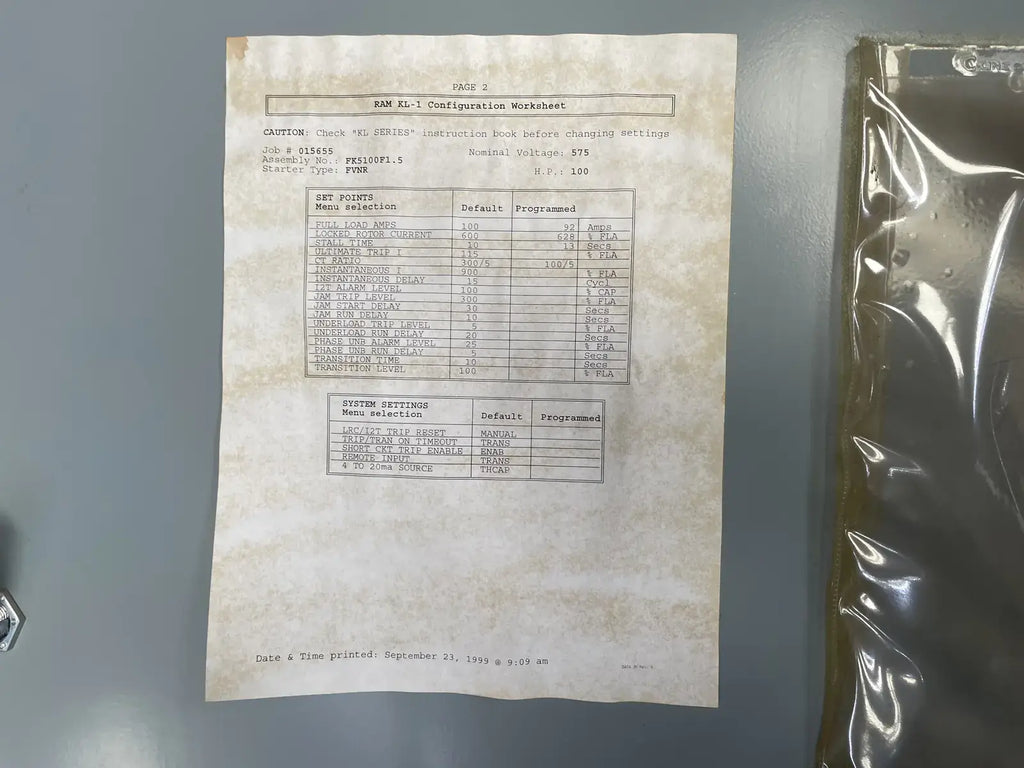 PAGE 2
RAM KL-1 Configuration Worksheet
CAUTION: Check "KL SERIES" instruction book before changing settings
Job # 015655 Nominal Voltage: 575
Assembly No.: FK5100F1.5
Starter Type: FVNR H.P.: 100
SET POINTS
Menu selection Default Programmed
FULL LOAD AMPS 100 92 Amps
LOCKED ROTOR CURRENT 600 628 % FLA
STALL TIME 10 13 Secs
ULTIMATE TRIP I 115 % FLA
CT RATIO 300/5 100/5
INSTANTANEOUS I 900 % FLA
INSTANTANEOUS DELAY 15 Cycl
I2T ALARM LEVEL 100 % CAP
JAM TRIP LEVEL 300 % FLA
JAM START DELAY 30 Secs
JAM RUN DELAY 10 Secs
UNDERLOAD TRIP LEVEL 5 % FLA
UNDERLOAD RUN DELAY 20 Secs
PHASE UNB ALARM LEVEL 25 % FLA
PHASE UNB RUN DELAY 5 Secs
TRANSITION TIME 10 Secs
TRANSITION LEVEL 100 % FLA
SYSTEM SETTINGS
Menu selection Default Programmed
LRC/I2T TRIP RESET MANUAL
TRIP/TRAN ON TIMEOUT TRANS
SHORT CKT TRIP ENABLE ENAB
REMOTE INPUT TRANS
4 TO 20ma SOURCE THCAP
Date & Time printed: September 23, 1999 @ 9:09 am